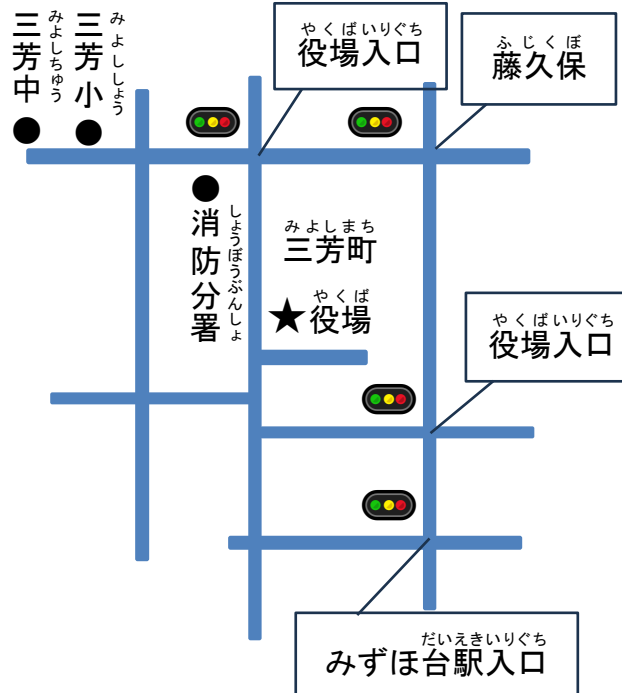 みよしちゅう
三芳中
みよししょう
三芳小
やくばいりぐち
役場入口
ふじくぼ
藤久保
しょうぼうぶんしょ
消防分署
みよしまち
三芳町
やくば
★役場
やくばいりぐち
役場入口
だいえきいりぐち
みずほ台駅入口